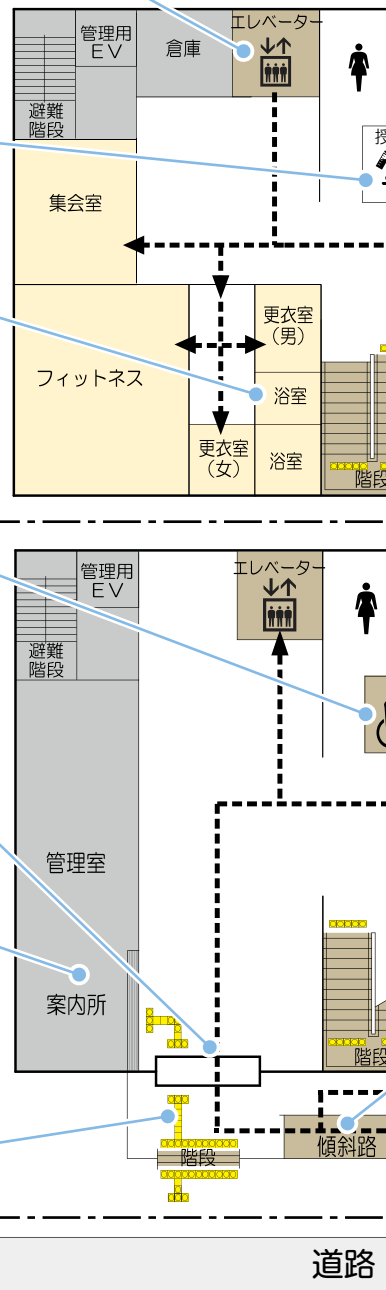 エレベーター
管理用
EV
倉庫
避難
階段
授
集会室
更衣室
（男）
フィットネス
浴室
更衣室
（女）
浴室
階段
エレベーター
管理用
EV
避難
階段
管理室
案内所
階段
階段
傾斜路
道路